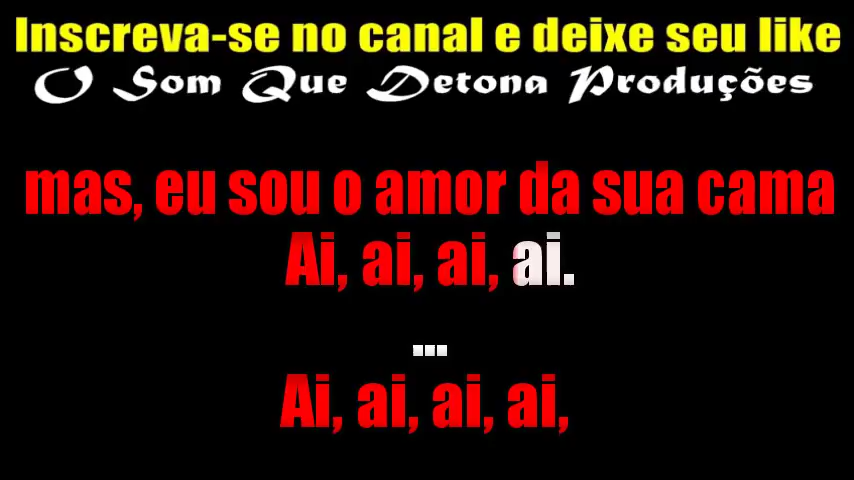 Inscreva-se no canal e deixe seu like
O Som Que Detona Produções
mas, eu sou o amor da sua cama
Ai, ai, ai, ai.
...
Ai, ai, ai, ai,